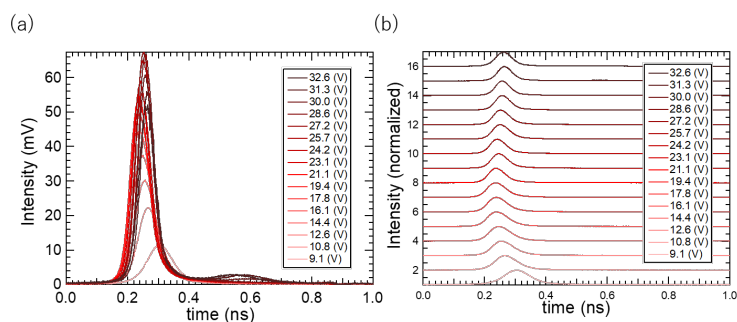 (a)
(b)
Intensity (mV)
60
50
40
30
20
10
0
0.0 0.2 0.4 0.6 0.8 1.0
time (ns)
32.6 (V)
31.3 (V)
30.0 (V)
28.6 (V)
27.2 (V)
25.7 (V)
24.2 (V)
23.1 (V)
21.1 (V)
19.4 (V)
17.8 (V)
16.1 (V)
14.4 (V)
12.6 (V)
10.8 (V)
9.1 (V)
Intensity (normalized)
16
14
12
10
8
6
4
2
0.0 0.2 0.4 0.6 0.8 1.0
time (ns)
32.6 (V)
31.3 (V)
30.0 (V)
28.6 (V)
27.2 (V)
25.7 (V)
24.2 (V)
23.1 (V)
21.1 (V)
19.4 (V)
17.8 (V)
16.1 (V)
14.4 (V)
12.6 (V)
10.8 (V)
9.1 (V)